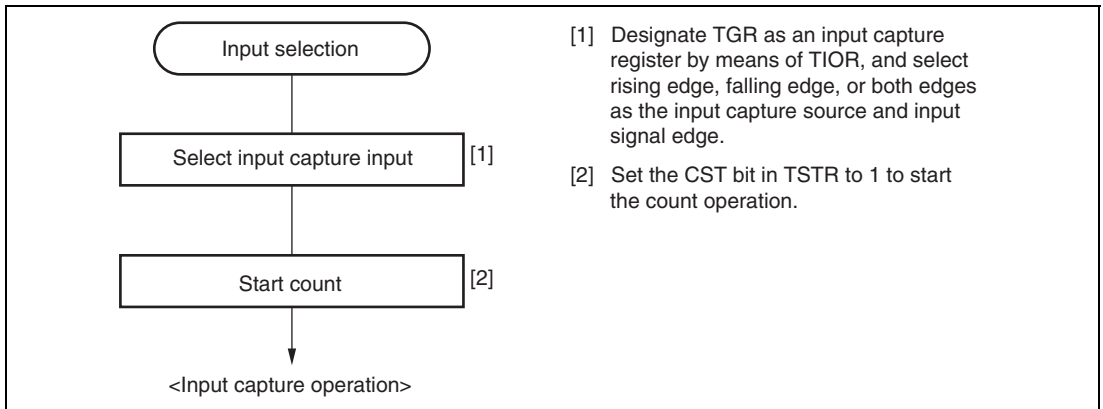 Input selection
Select input capture input
[1]
Start count
[2]
<Input capture operation>
[1] Designate TGR as an input capture
register by means of TIOR, and select
rising edge, falling edge, or both edges
as the input capture source and input
signal edge.
[2] Set the CST bit in TSTR to 1 to start
the count operation.